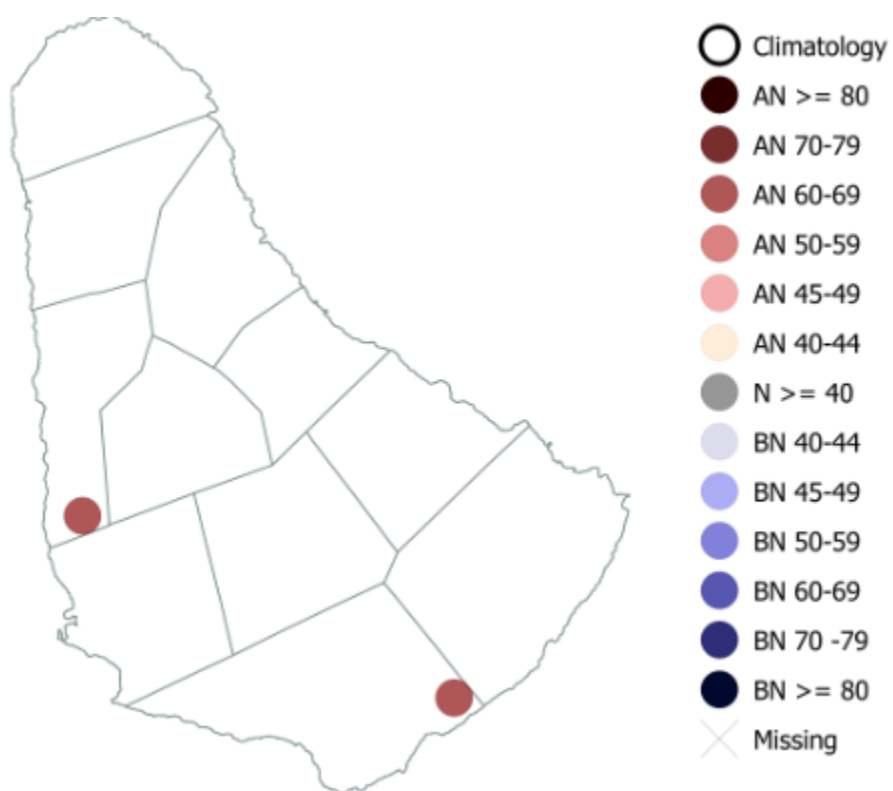 Climatology
AN >= 80
AN 70-79
AN 60-69
AN 50-59
AN 45-49
AN 40-44
N >= 40
BN 40-44
BN 45-49
BN 50-59
BN 60-69
BN 70 -79
BN >= 80
Missing